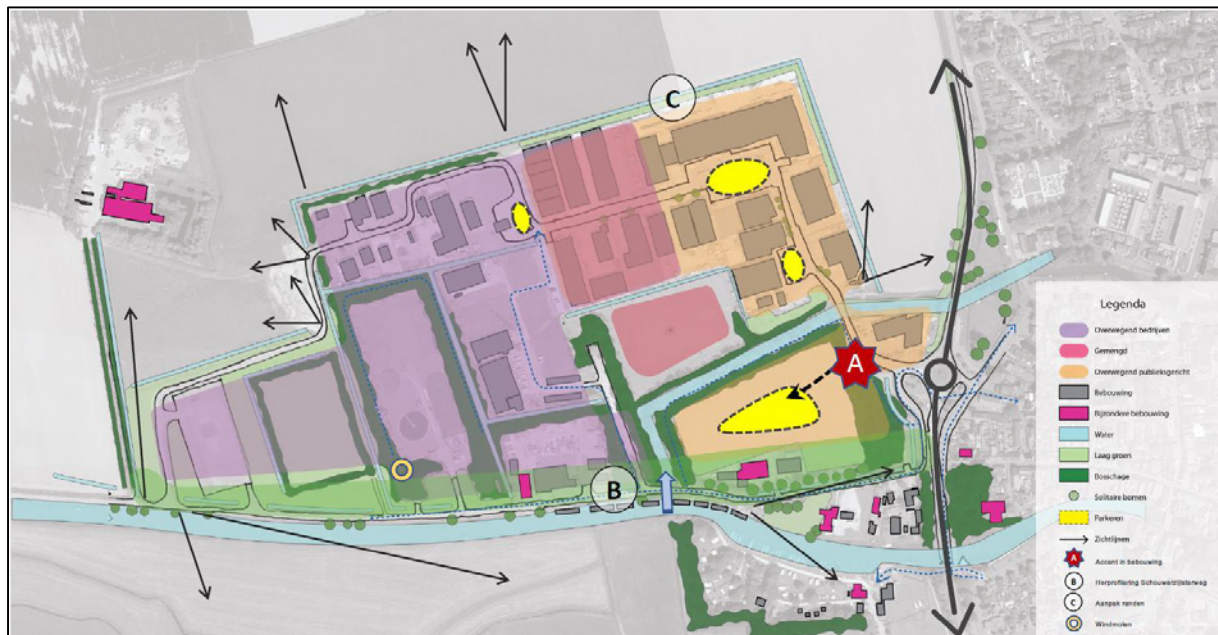 C
A
B
Legenda
Overwegend bedrijven
Gemengd
Overwegend publieksgericht
Bebouwing
Bijzondere bebouwing
Water
Laag groen
Bosschage
Solitaire bomen
Parkeren
Zichtlijnen
A Accent in bebouwing
B Herprofilering Schouwerzijlsterweg
C Aanpak randen
Windmolen